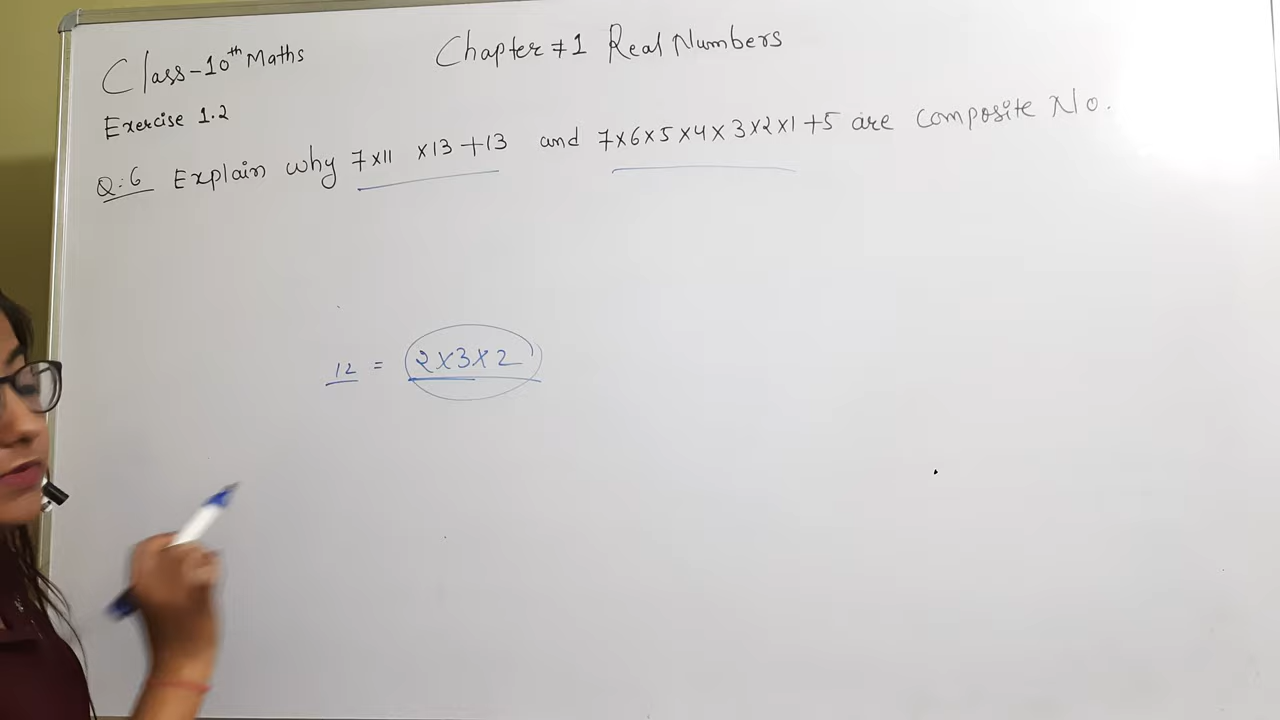 Class-10th Maths
Chapter #1 Real Numbers
Exercise 1.2
Q.6 Explain why 7×11 ×13+13 and 7×6×5×4×3×2×1+5 are composite No.
12 = 2×3×2